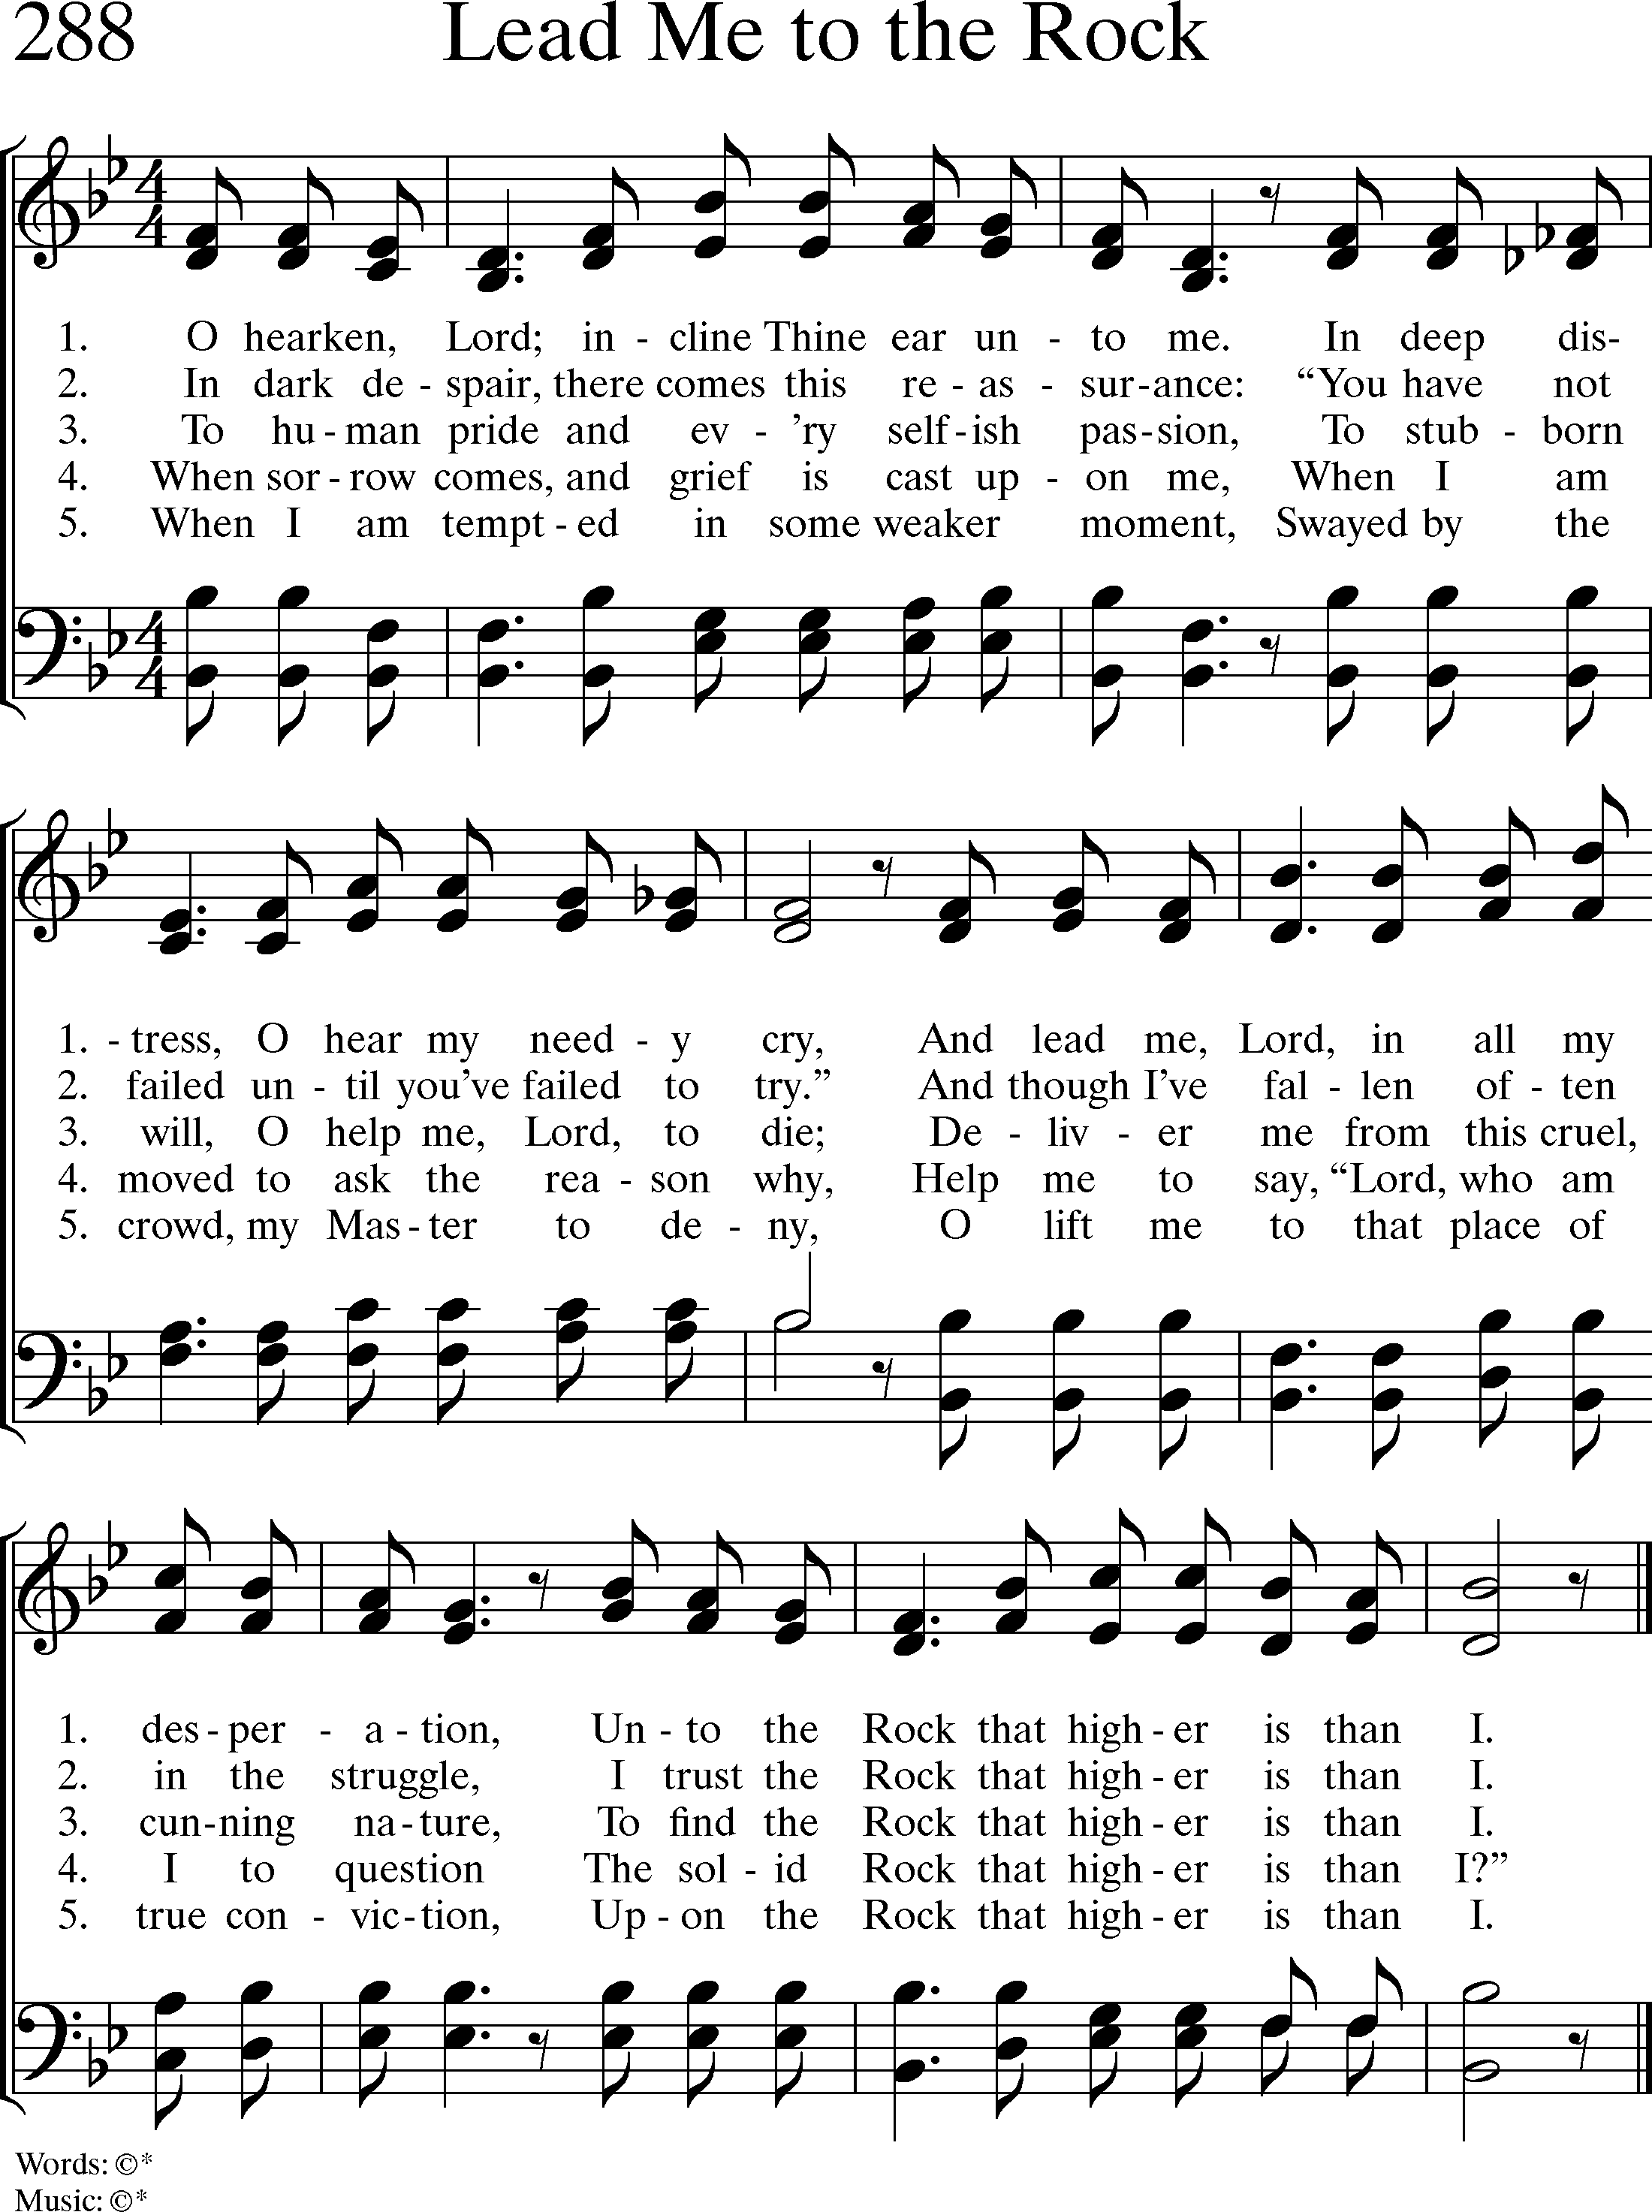 288 Lead Me to the Rock
1. O hearken, Lord; in - cline Thine ear un - to me. In deep dis-
2. In dark de - spair, there comes this re - as - sur - ance: “You have not
3. To hu - man pride and ev - 'ry self - ish pas - sion, To stub - born
4. When sor - row comes, and grief is cast up - on me, When I am
5. When I am tempt - ed in some weaker moment, Swayed by the
1. - tress, O hear my need - y cry, And lead me, Lord, in all my
2. failed un - til you've failed to try.” And though I've fal - len of - ten
3. will, O help me, Lord, to die; De - liv - er me from this cruel,
4. moved to ask the rea - son why, Help me to say, “Lord, who am
5. crowd, my Mas - ter to de - ny, O lift me to that place of
1. des - per - a - tion, Un - to the Rock that high - er is than I.
2. in the struggle, I trust the Rock that high - er is than I.
3. cun - ning na - ture, To find the Rock that high - er is than I.
4. I to question The sol - id Rock that high - er is than I?”
5. true con - vic - tion, Up - on the Rock that high - er is than I.
Words: ©*
Music: ©*